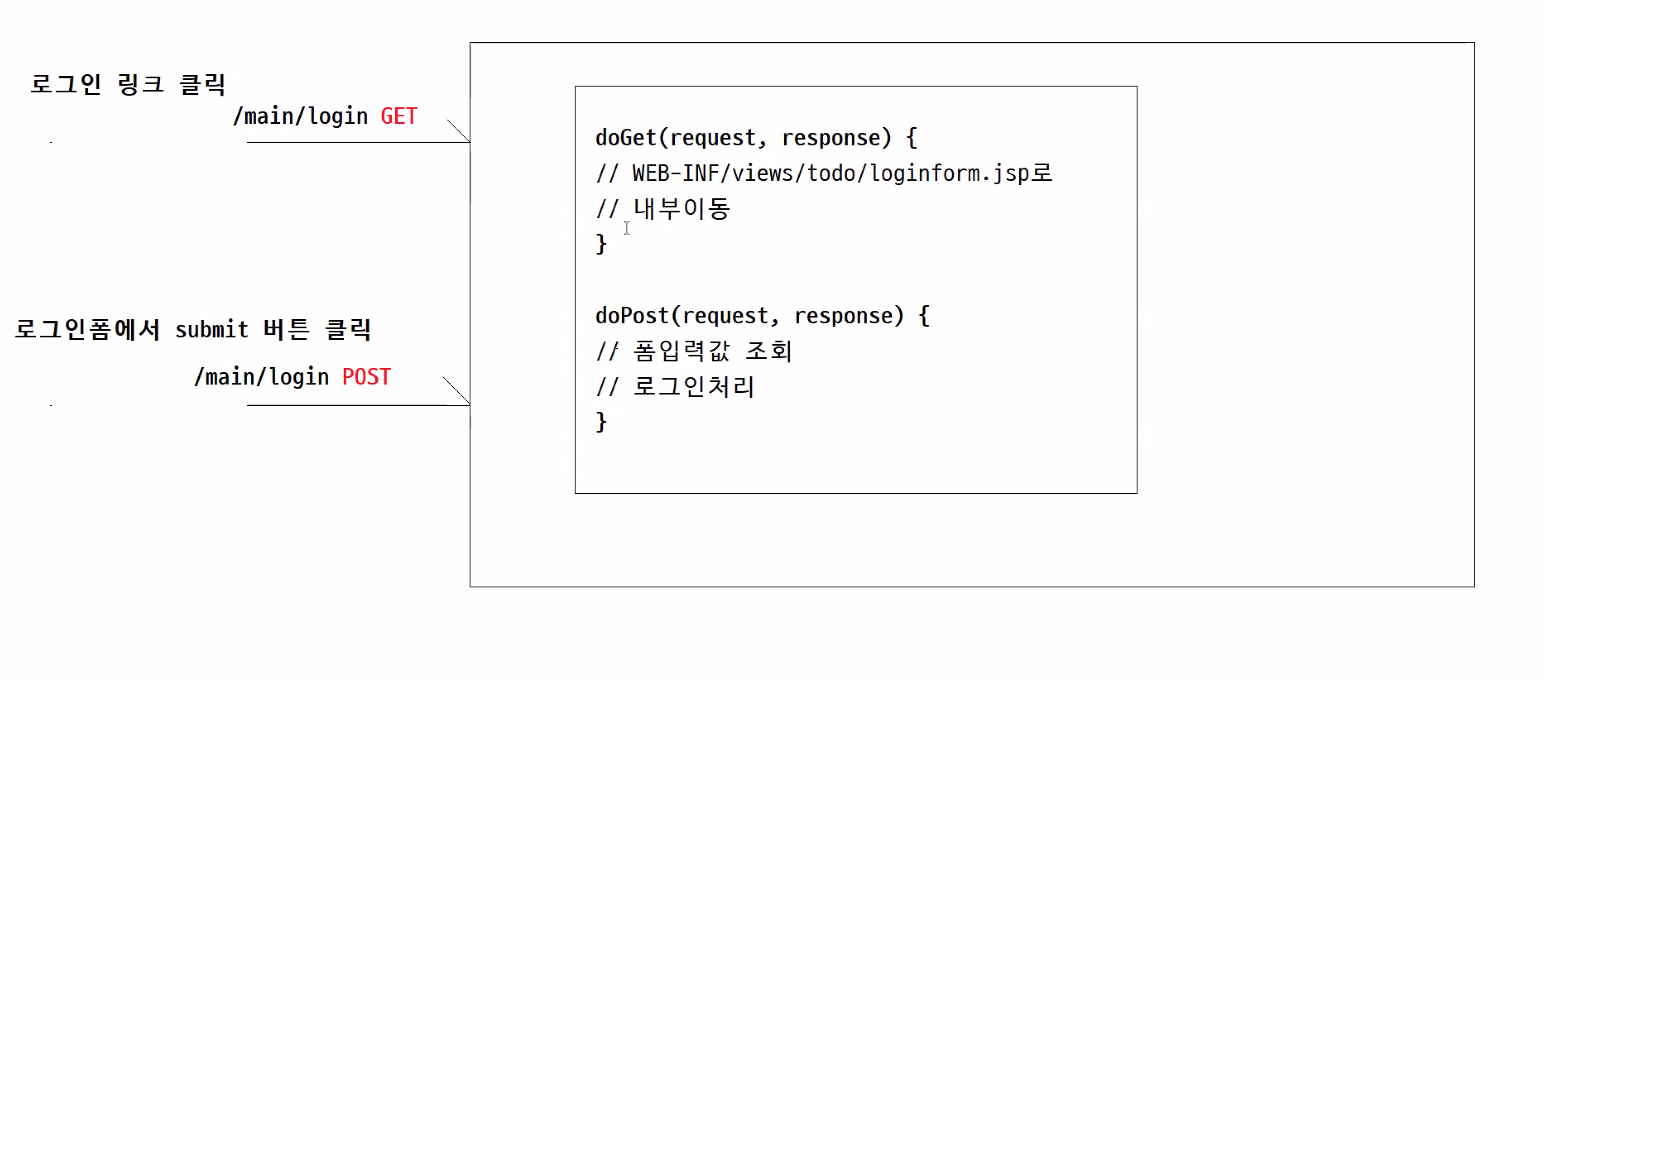 로그인 링크 클릭
/main/login GET
로그인폼에서 submit 버튼 클릭
/main/login POST
doGet(request, response) {
// WEB-INF/views/todo/loginform.jsp로
// 내부이동
}
doPost(request, response) {
// 폼입력값 조회
// 로그인처리
}